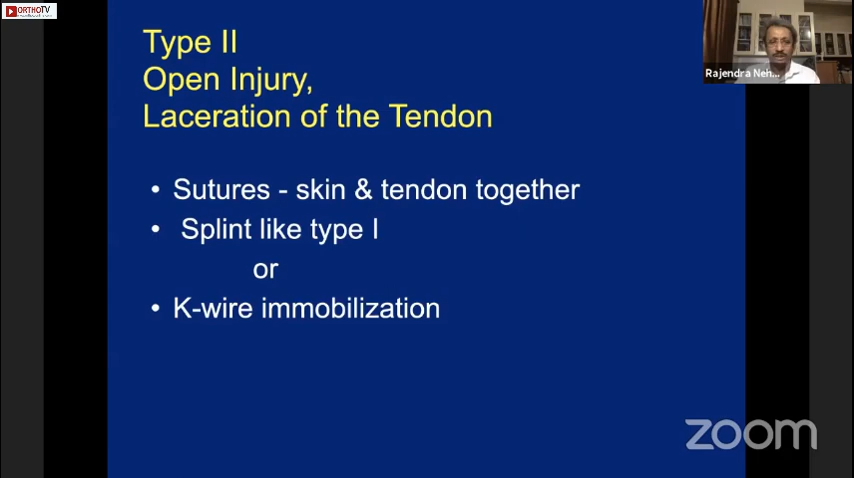 ORTHOTV
Rajendra Neh...
Type II
Open Injury,
Laceration of the Tendon
• Sutures - skin & tendon together
• Splint like type I
or
• K-wire immobilization
zoom